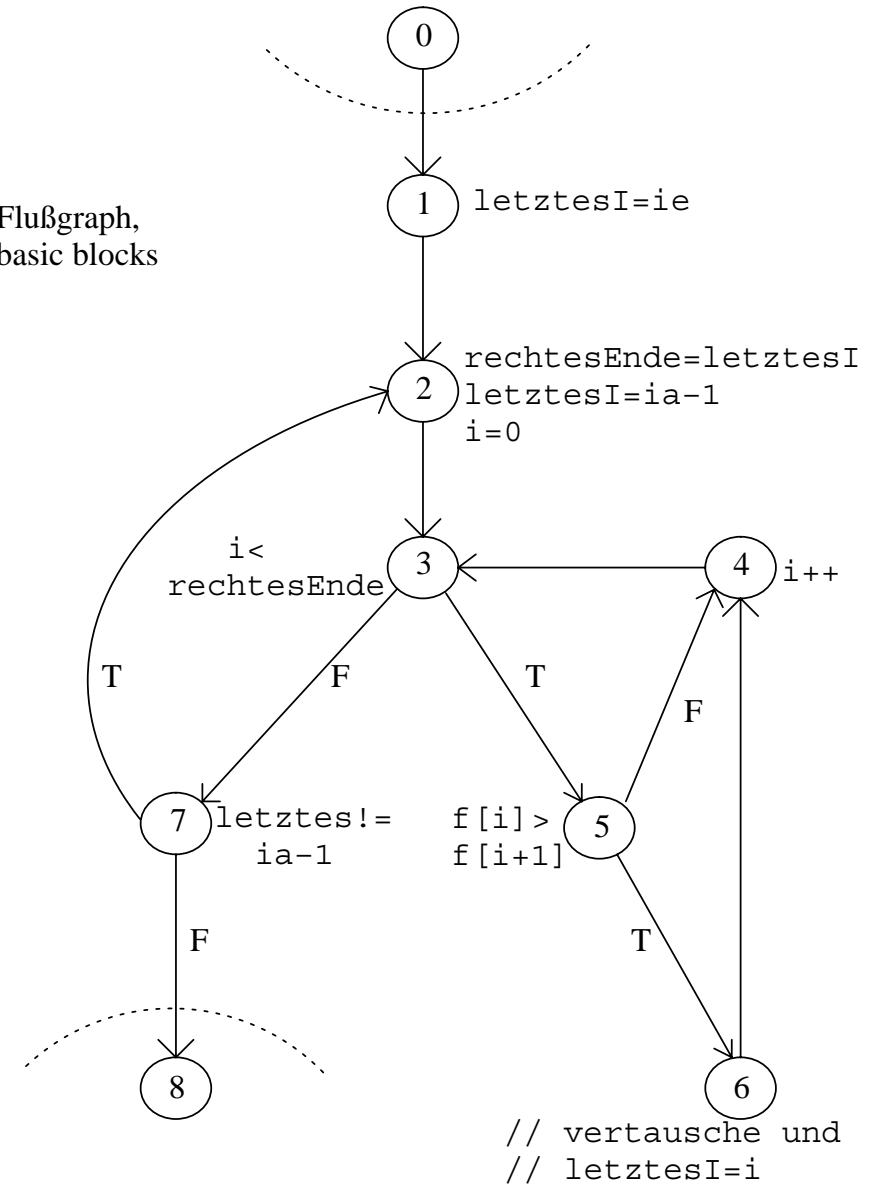 0
1
letztesI=ie
Flußgraph,
basic blocks
2
rechtesEnde=letztesI
letztesI=ia-1
i=0
i<
rechtesEnde
3
4
i++
T
F
T
F
7
letztes!=
ia-1
f[i]>
f[i+1]
5
F
T
8
6
// vertausche und
// letztesI=i